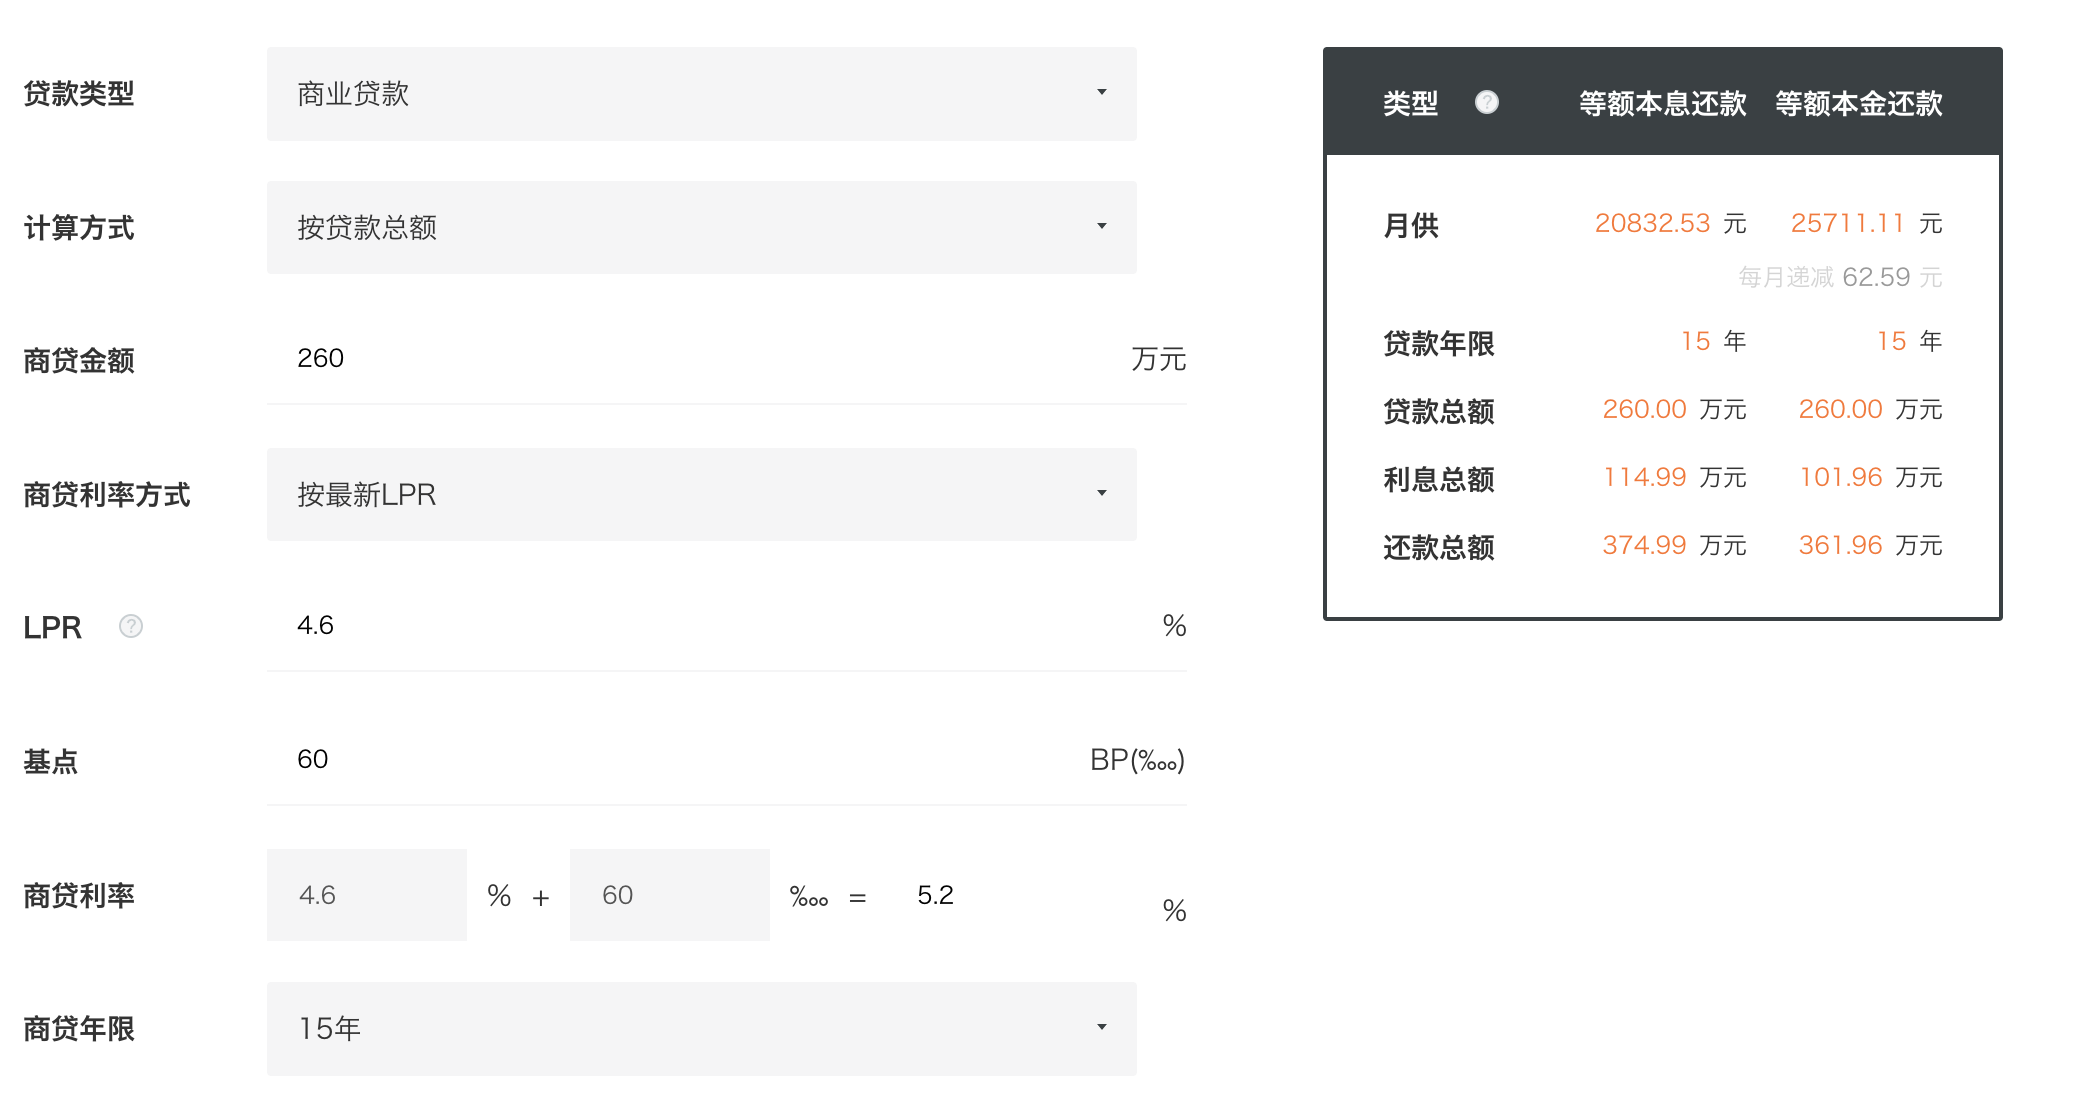 贷款类型 商业贷款
计算方式 按贷款总额
商贷金额 260 万元
商贷利率方式 按最新LPR
LPR ? 4.6 %
基点 60 BP(‱)
商贷利率 4.6 % + 60 ‱ = 5.2 %
商贷年限 15年
类型 ? 等额本息还款 等额本金还款
月供 20832.53 元 25711.11 元
每月递减 62.59 元
贷款年限 15 年 15 年
贷款总额 260.00 万元 260.00 万元
利息总额 114.99 万元 101.96 万元
还款总额 374.99 万元 361.96 万元